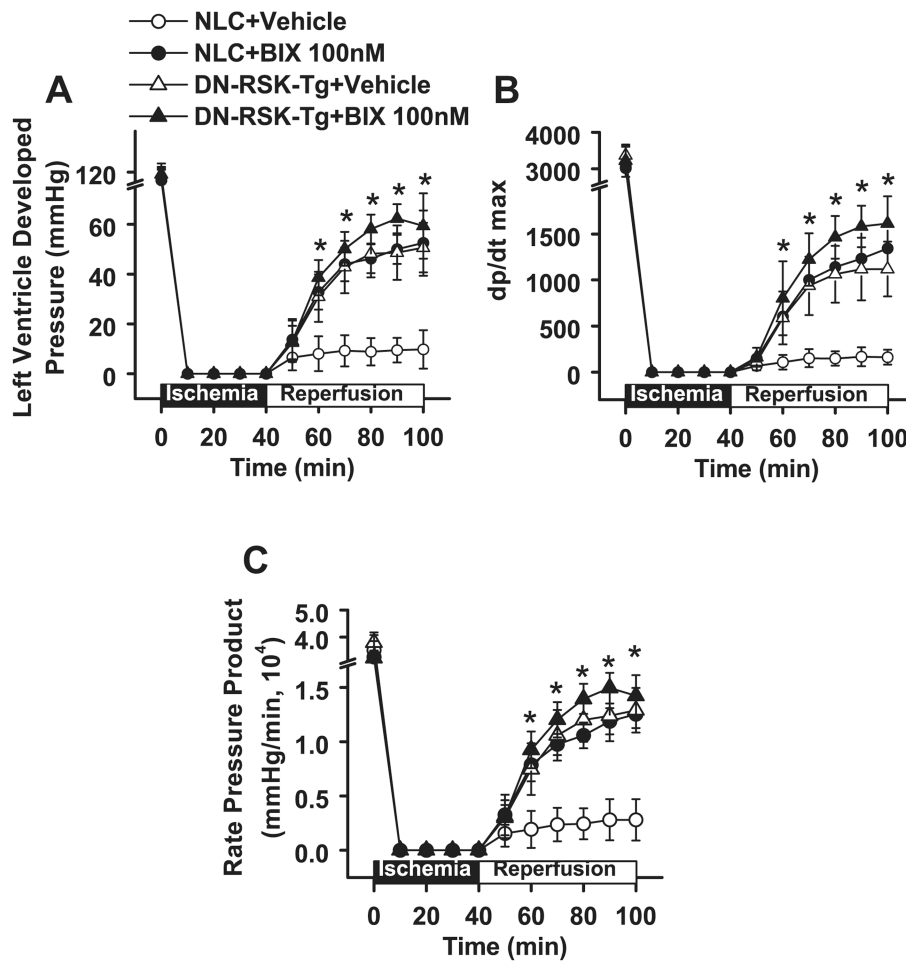 NLC+Vehicle
NLC+BIX 100nM
DN-RSK-Tg+Vehicle
DN-RSK-Tg+BIX 100nM
A
Left Ventricle Developed
Pressure (mmHg)
120
60
40
20
0
* * * * *
Ischemia Reperfusion
0 20 40 60 80 100
Time (min)
B
dp/dt max
4000
3000
1500
1000
500
0
* * * * *
Ischemia Reperfusion
0 20 40 60 80 100
Time (min)
C
Rate Pressure Product
(mmHg/min, 10⁴)
5.0
4.0
1.5
1.0
0.5
0.0
* * * * *
Ischemia Reperfusion
0 20 40 60 80 100
Time (min)